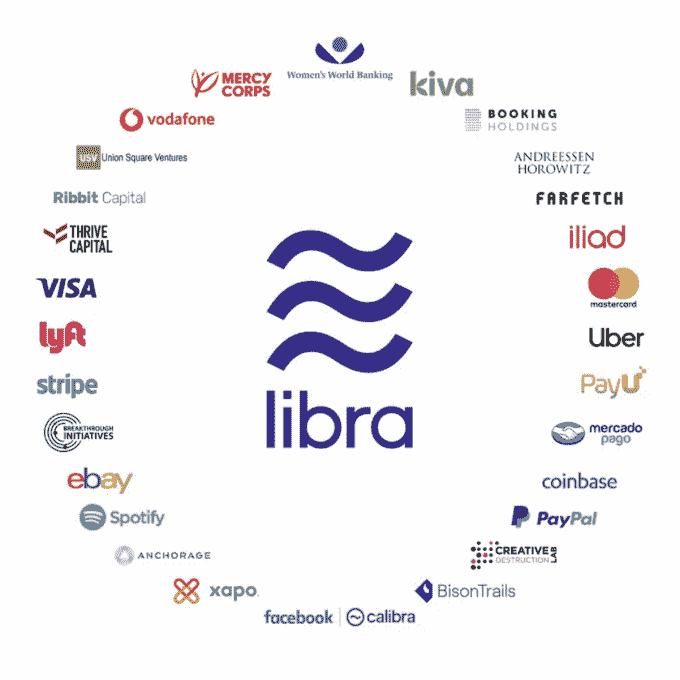 Women's World Banking
MERCY
CORPS
kiva
vodafone
BOOKING
HOLDINGS
USV Union Square Ventures
ANDREESSEN
HOROWITZ
Ribbit Capital
FARFETCH
THRIVE
CAPITAL
iliad
VISA
mastercard
lyft
Uber
stripe
PayU
BREAKTHROUGH
INITIATIVES
mercado
pago
ebay
coinbase
Spotify
PayPal
ANCHORAGE
CREATIVE
DESTRUCTION
LAB
xapo
BisonTrails
facebook | calibra
libra